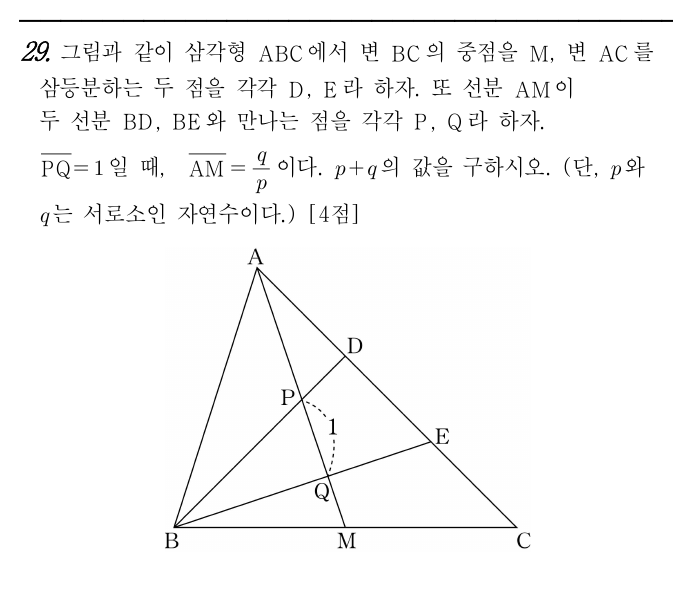 29. 그림과 같이 삼각형 ABC에서 변 BC의 중점을 M, 변 AC를
삼등분하는 두 점을 각각 D, E라 하자. 또 선분 AM이
두 선분 BD, BE와 만나는 점을 각각 P, Q라 하자.
$\overline{PQ}=1$일 때, $\overline{AM}=\frac{q}{p}$이다. p+q의 값을 구하시오. (단, p와
q는 서로소인 자연수이다.) [4점]
A
D
P
1
E
Q
B
M
C